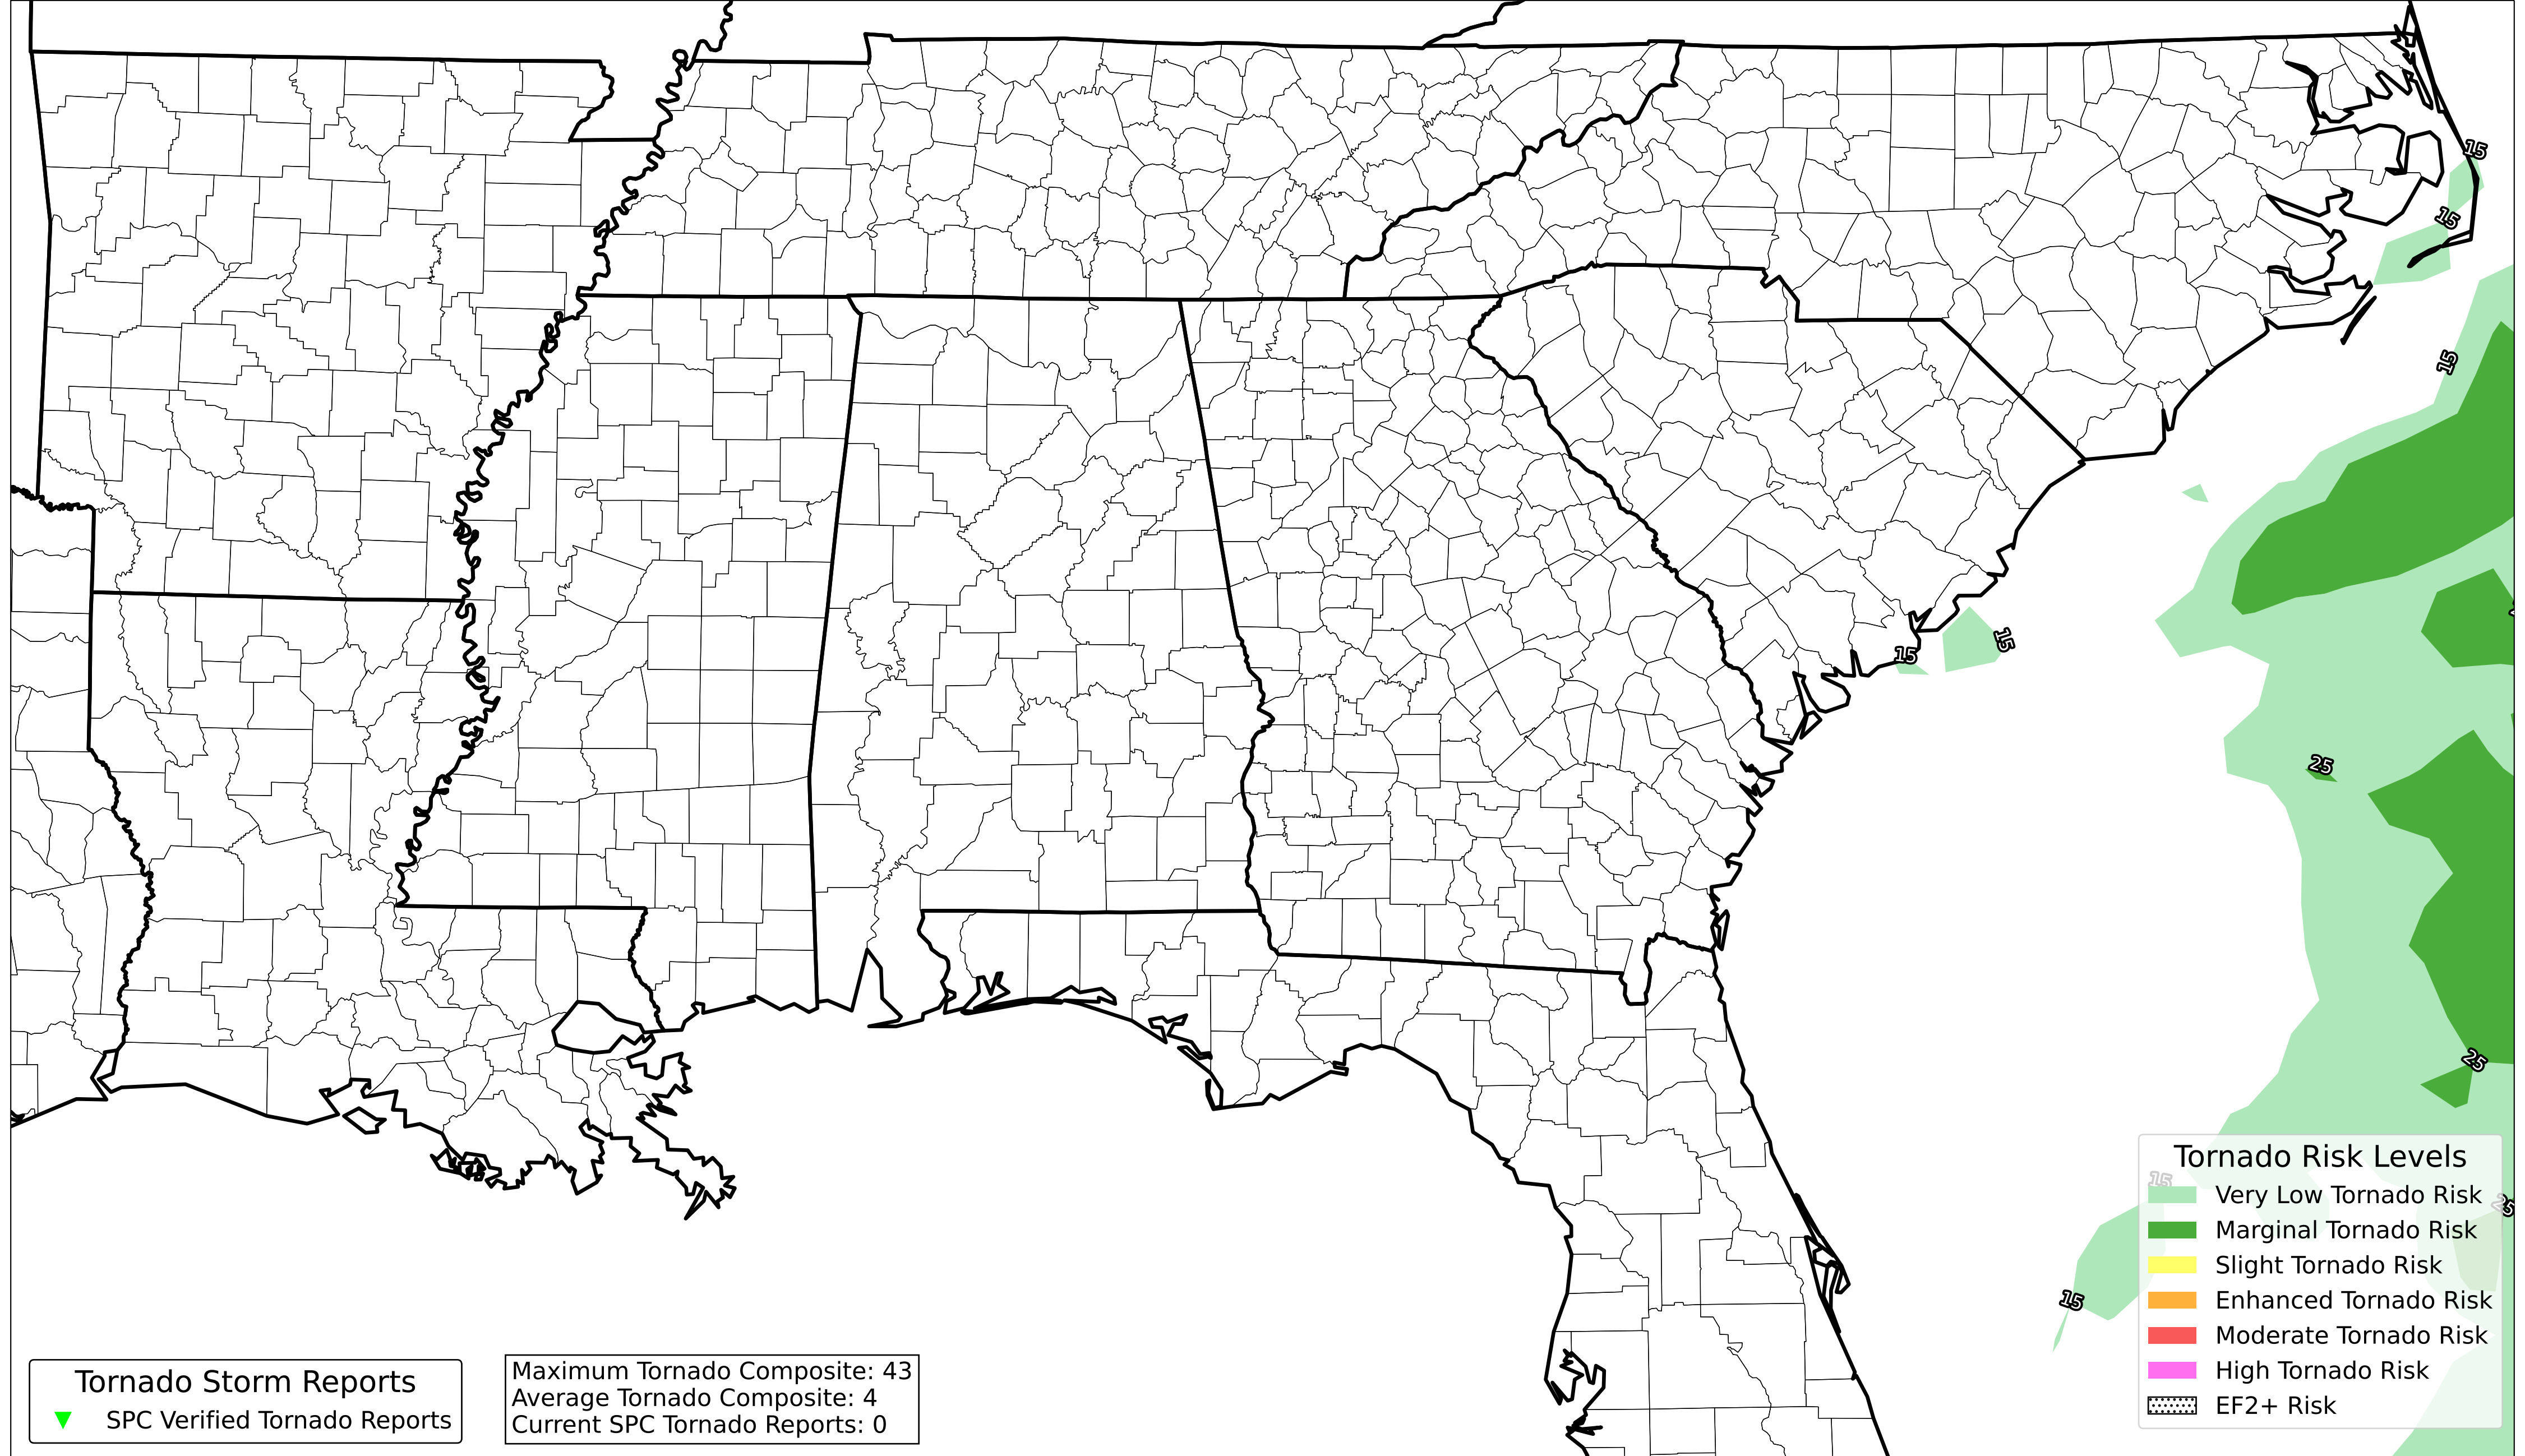 15
15
15
15
15
25
25
15
25
15
Tornado Risk Levels
Very Low Tornado Risk
Marginal Tornado Risk
Slight Tornado Risk
Enhanced Tornado Risk
Moderate Tornado Risk
High Tornado Risk
EF2+ Risk
Tornado Storm Reports
SPC Verified Tornado Reports
Maximum Tornado Composite: 43
Average Tornado Composite: 4
Current SPC Tornado Reports: 0